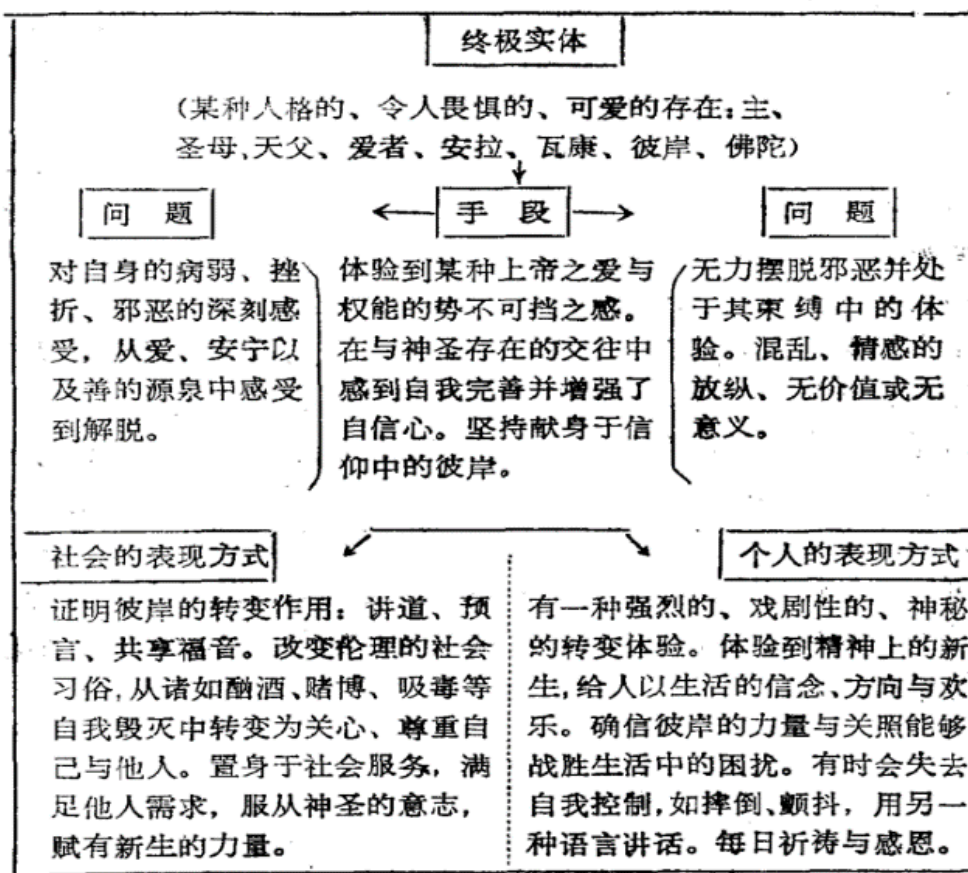 终极实体
（某种人格的、令人畏惧的、可爱的存在：主、
圣母、天父、爱者、安拉、瓦康、彼岸、佛陀）
问 题
对自身的病弱、挫
折、邪恶的深刻感
受，从爱、安宁以
及善的源泉中感受
到解脱。
手 段
体验到某种上帝之爱与
权能的势不可挡之感。
在与神圣存在的交往中
感到自我完善并增强了
自信心。坚持献身于信
仰中的彼岸。
问 题
无力摆脱邪恶并处
于其束缚中的体
验。混乱、情感的
放纵、无价值或无
意义。
社会的表现方式
证明彼岸的转变作用：讲道、预
言、共享福音。改变伦理的社会
习俗，从诸如酗酒、赌博、吸毒等
自我毁灭中转变为关心、尊重自
己与他人。置身于社会服务，满
足他人需求，服从神圣的意志，
赋有新生的力量。
个人的表现方式
有一种强烈的、戏剧性的、神秘
的转变体验。体验到精神上的新
生，给人以生活的信念、方向与欢
乐。确信彼岸的力量与关照能够
战胜生活中的困扰。有时会失去
自我控制，如摔倒、颤抖，用另一
种语言讲话。每日祈祷与感恩。